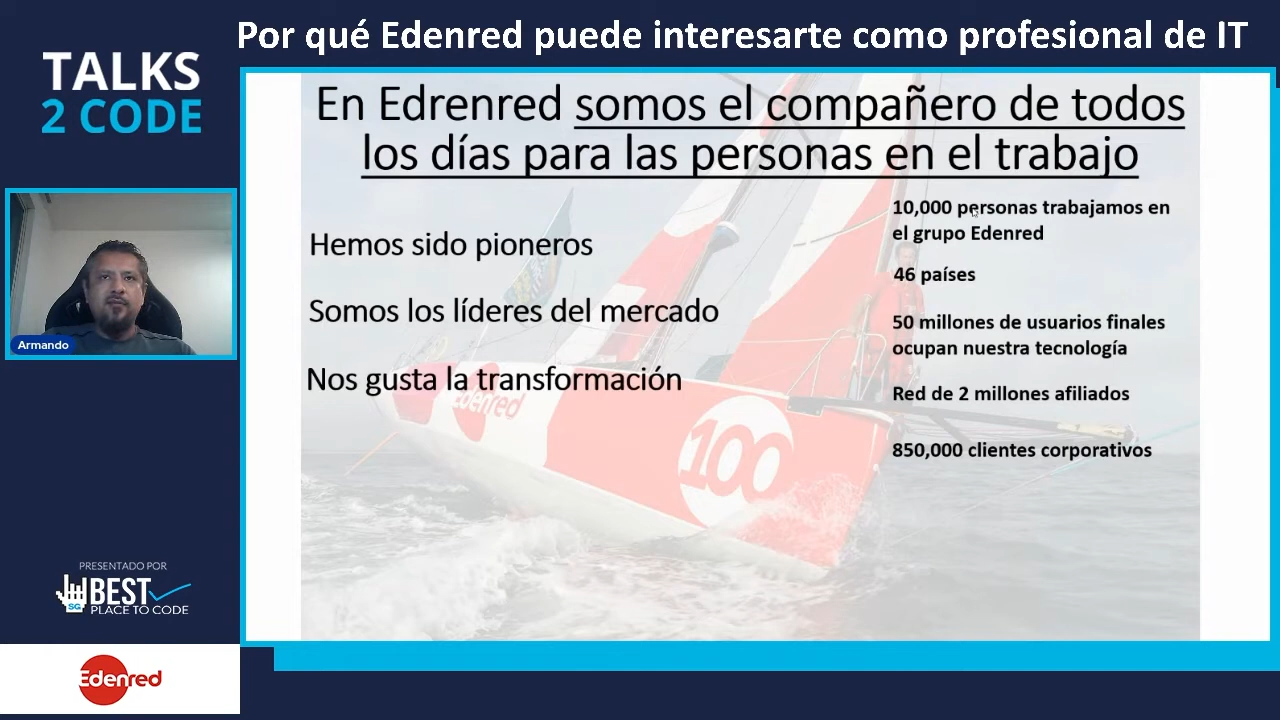 Por qué Edenred puede interesarte como profesional de IT
TALKS
2 CODE
En Edrenred somos el compañero de todos
los días para las personas en el trabajo
Hemos sido pioneros
Somos los líderes del mercado
Nos gusta la transformación
10,000 personas trabajamos en
el grupo Edenred
46 países
50 millones de usuarios finales
ocupan nuestra tecnología
Red de 2 millones afiliados
850,000 clientes corporativos
Edenred
100
Armando
PRESENTADO POR
SG
BEST
PLACE TO CODE
Edenred